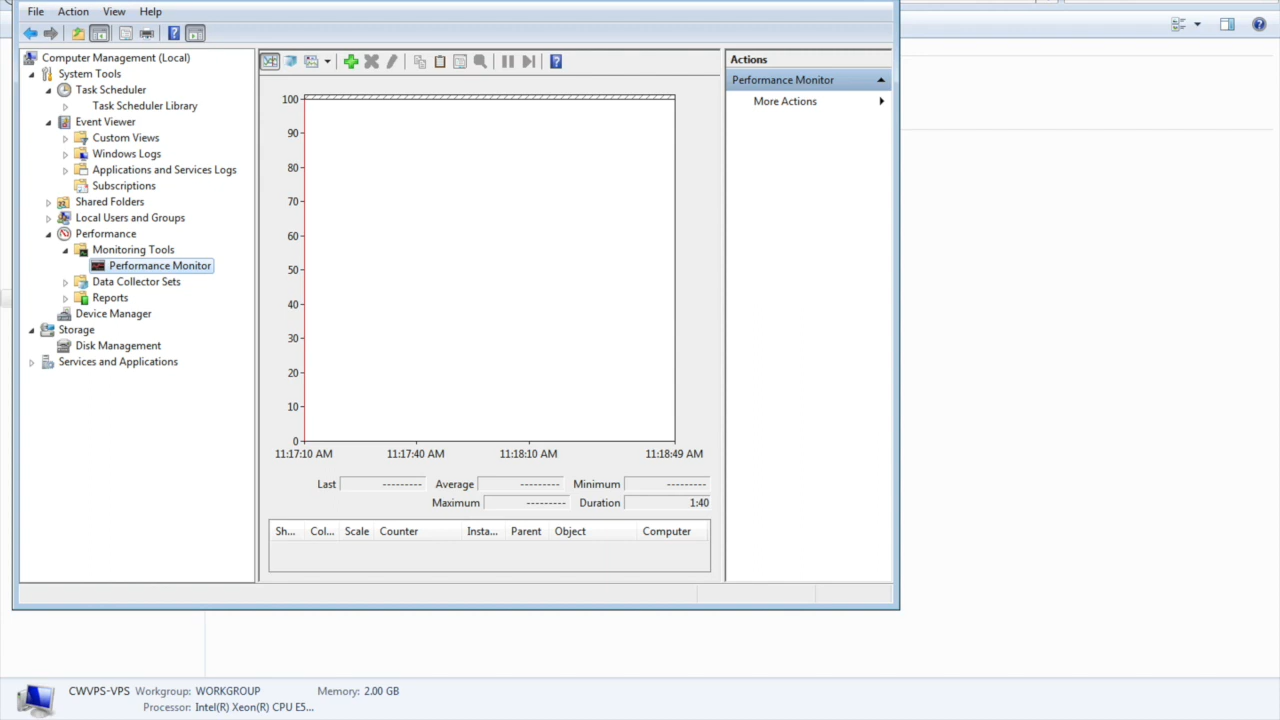 File Action View Help
Computer Management (Local)
System Tools
Task Scheduler
Task Scheduler Library
Event Viewer
Custom Views
Windows Logs
Applications and Services Logs
Subscriptions
Shared Folders
Local Users and Groups
Performance
Monitoring Tools
Performance Monitor
Data Collector Sets
Reports
Device Manager
Storage
Disk Management
Services and Applications
100
90
80
70
60
50
40
30
20
10
0
11:17:10 AM 11:17:40 AM 11:18:10 AM 11:18:49 AM
Last --------- Average --------- Minimum ---------
Maximum --------- Duration 1:40
Sh... Col... Scale Counter Insta... Parent Object Computer
Actions
Performance Monitor
More Actions
CWVPS-VPS Workgroup: WORKGROUP Memory: 2.00 GB
Processor: Intel(R) Xeon(R) CPU E5...